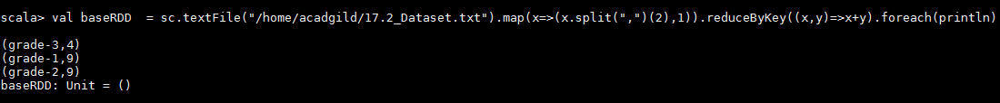 scala> val baseRDD  = sc.textFile("/home/acadgild/17.2_Dataset.txt").map(x=>(x.split(",")(2),1)).reduceByKey((x,y)=>x+y).foreach(println)
(grade-3,4)
(grade-1,9)
(grade-2,9)
baseRDD: Unit = ()